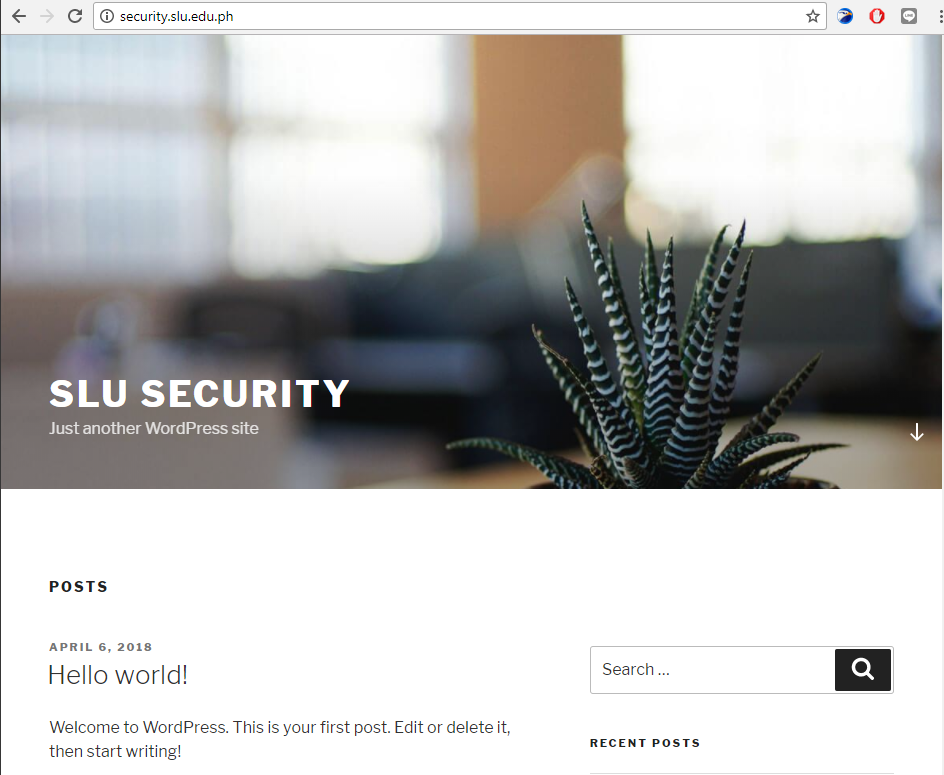 security.slu.edu.ph
SLU SECURITY
Just another WordPress site
POSTS
APRIL 6, 2018
Hello world!
Welcome to WordPress. This is your first post. Edit or delete it,
then start writing!
Search …
RECENT POSTS